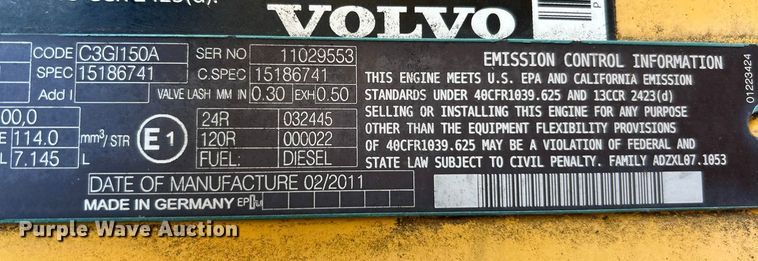 VOLVO
CODE C3GI150A SER NO 11029553
SPEC 15186741 C.SPEC 15186741
Add I VALVE LASH MM IN 0.30 EXH 0.50
00,0 24R 032445
E 114.0 mm³/STR E1 120R 000022
7.145 L FUEL: DIESEL
DATE OF MANUFACTURE 02/2011
MADE IN GERMANY
EMISSION CONTROL INFORMATION
THIS ENGINE MEETS U.S. EPA AND CALIFORNIA EMISSION
STANDARDS UNDER 40CFR1039.625 AND 13CCR 2423(d)
SELLING OR INSTALLING THIS ENGINE FOR ANY PURPOSE
OTHER THAN THE EQUIPMENT FLEXIBILITY PROVISIONS
OF 40CFR1039.625 MAY BE A VIOLATION OF FEDERAL AND
STATE LAW SUBJECT TO CIVIL PENALTY. FAMILY ADZXL07.1053
01223424
Purple Wave Auction